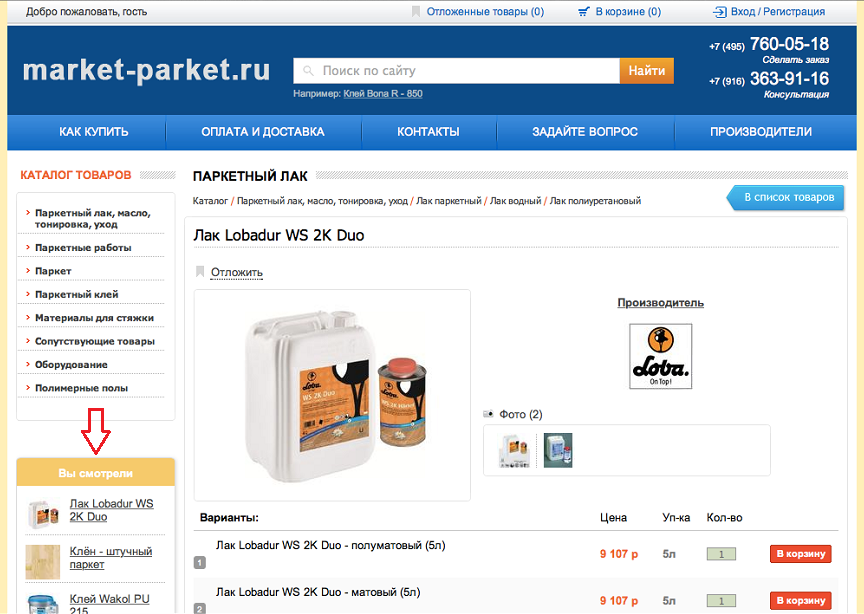 Добро пожаловать, гость
Отложенные товары (0)
В корзине (0)
Вход / Регистрация
market-parket.ru
Поиск по сайту
Найти
Например: Клей Bona R - 850
+7 (495) 760-05-18
Сделать заказ
+7 (916) 363-91-16
Консультация
КАК КУПИТЬ
ОПЛАТА И ДОСТАВКА
КОНТАКТЫ
ЗАДАЙТЕ ВОПРОС
ПРОИЗВОДИТЕЛИ
КАТАЛОГ ТОВАРОВ
> Паркетный лак, масло,
тонировка, уход
> Паркетные работы
> Паркет
> Паркетный клей
> Материалы для стяжки
> Сопутствующие товары
> Оборудование
> Полимерные полы
Вы смотрели
Лак Lobadur WS
2K Duo
Клён - штучный
паркет
Клей Wakol PU
215
ПАРКЕТНЫЙ ЛАК
Каталог / Паркетный лак, масло, тонировка, уход / Лак паркетный / Лак водный / Лак полиуретановый
В список товаров
Лак Lobadur WS 2K Duo
Отложить
Loba
WS 2K Duo
Loba
Производитель
Loba.
On Top!
Фото (2)
Варианты: Цена Уп-ка Кол-во
1 Лак Lobadur WS 2K Duo - полуматовый (5л) 9 107 р 5л 1 В корзину
2 Лак Lobadur WS 2K Duo - матовый (5л) 9 107 р 5л 1 В корзину